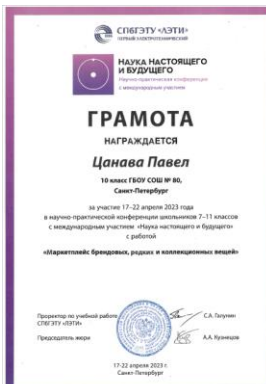 СПБГЭТУ «ЛЭТИ»
ПЕРВЫЙ ЭЛЕКТРОТЕХНИЧЕСКИЙ
НАУКА НАСТОЯЩЕГО
И БУДУЩЕГО
Научно-практическая конференция
с международным участием
ГРАМОТА
НАГРАЖДАЕТСЯ
Цанава Павел
10 класс ГБОУ СОШ № 80,
Санкт-Петербург
за участие 17–22 апреля 2023 года
в научно-практической конференции школьников 7–11 классов
с международным участием «Наука настоящего и будущего»
с работой
«Маркетплейс брендовых, редких и коллекционных вещей»
Проректор по учебной работе С.А. Галунин
СПбГЭТУ «ЛЭТИ»
Председатель жюри А.А. Кузнецов
17-22 апреля 2023 г.
Санкт-Петербург